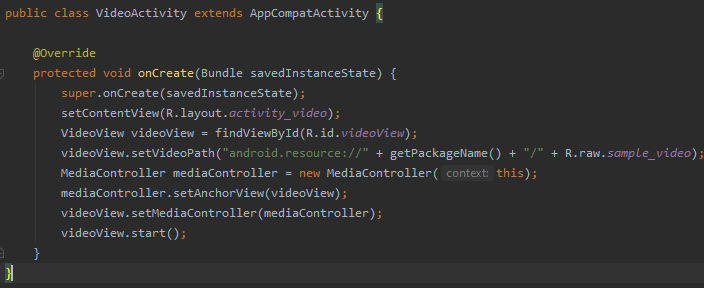 public class VideoActivity extends AppCompatActivity {
@Override
protected void onCreate(Bundle savedInstanceState) {
super.onCreate(savedInstanceState);
setContentView(R.layout.activity_video);
VideoView videoView = findViewById(R.id.videoView);
videoView.setVideoPath("android.resource://" + getPackageName() + "/" + R.raw.sample_video);
MediaController mediaController = new MediaController( context: this);
mediaController.setAnchorView(videoView);
videoView.setMediaController(mediaController);
videoView.start();
}
}